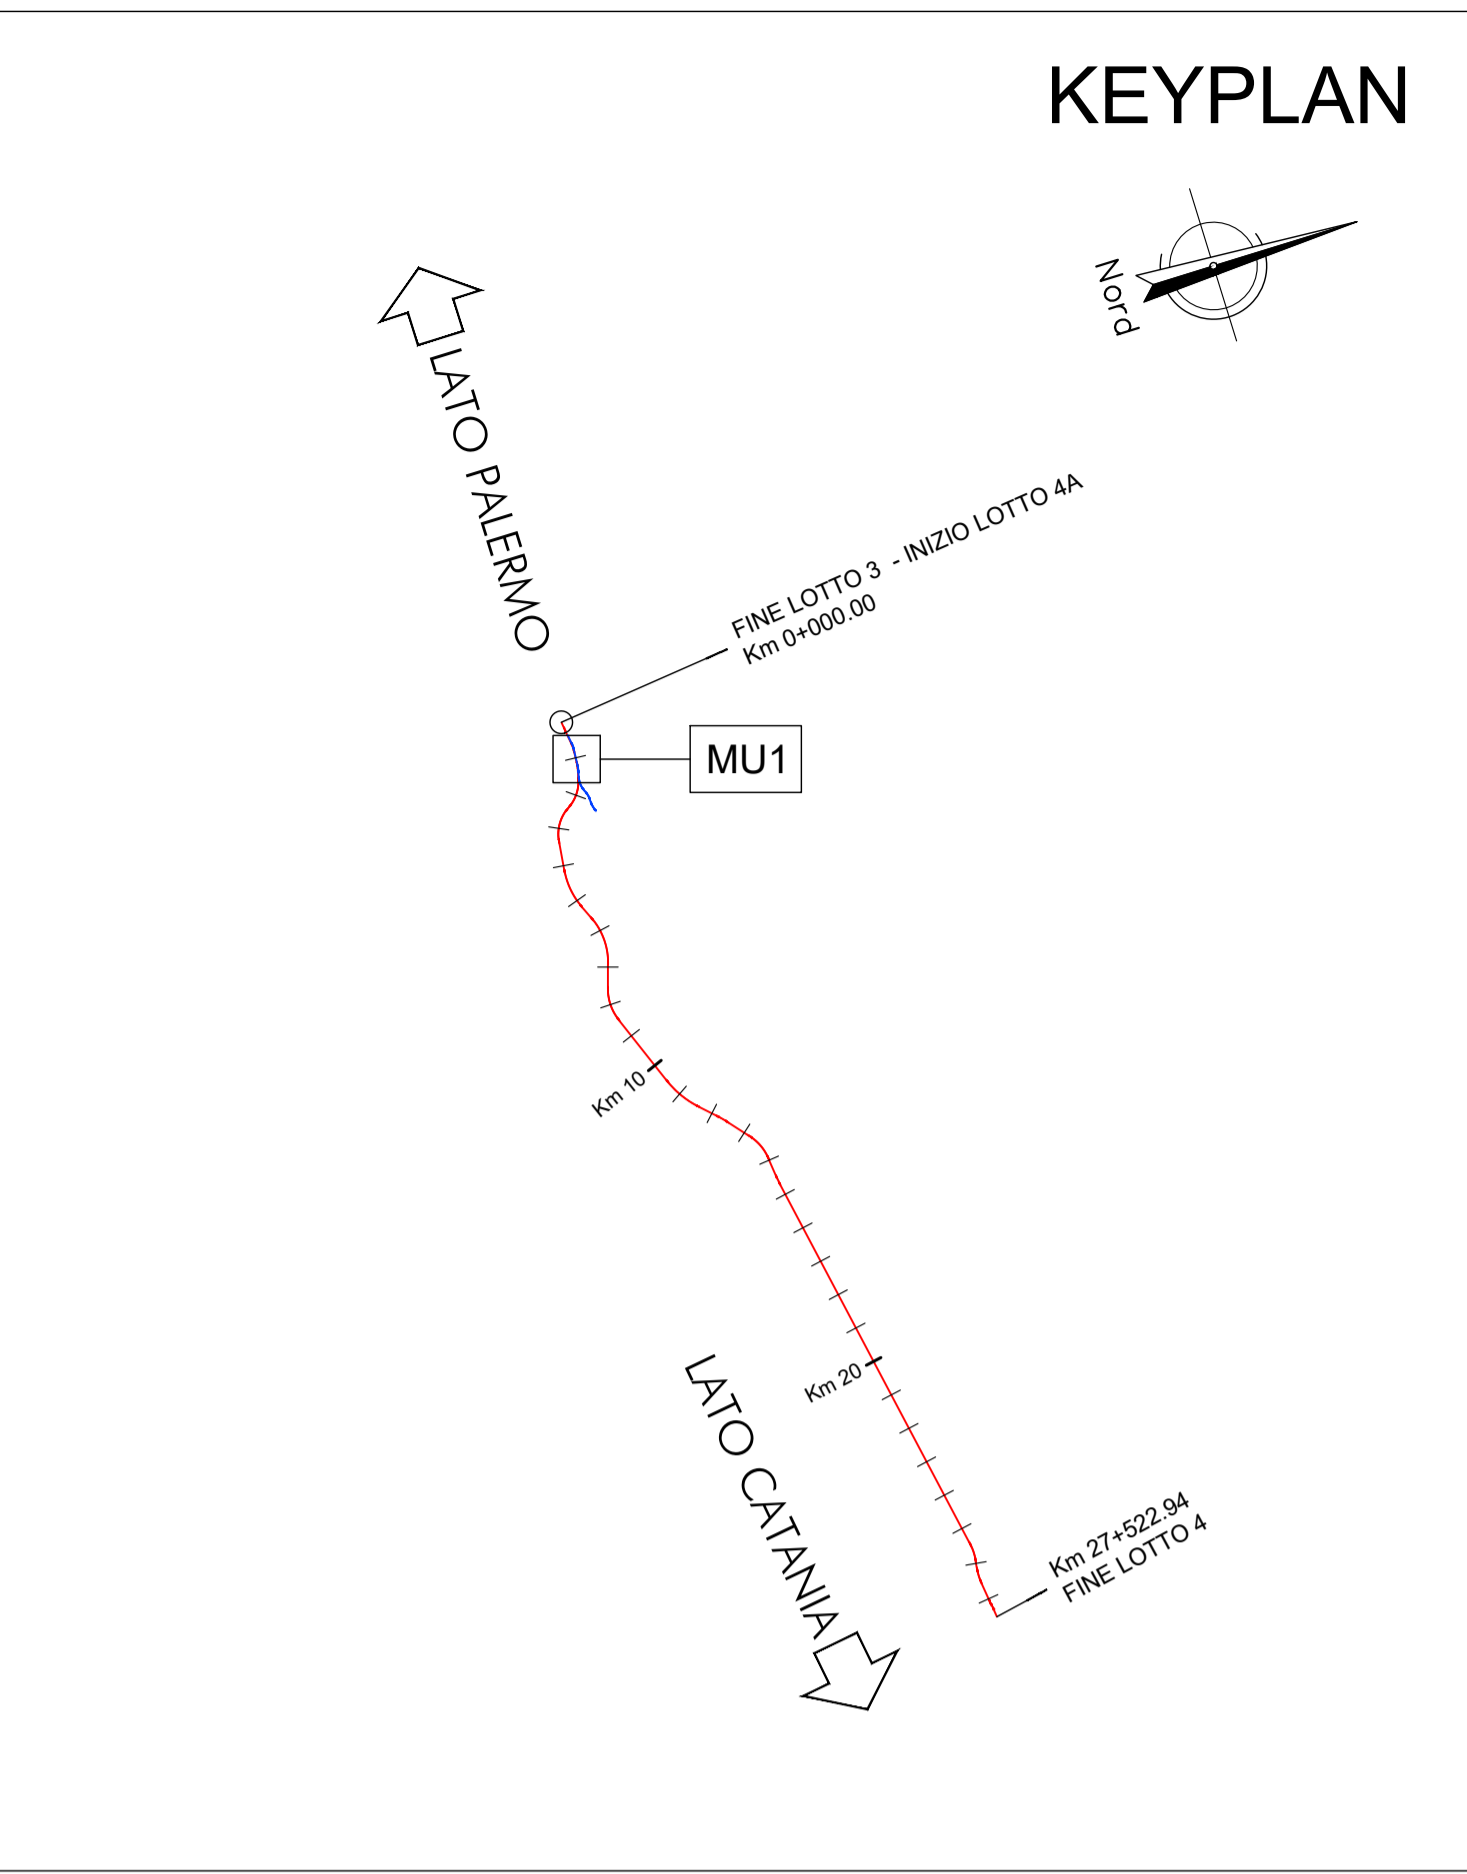 KEYPLAN
Nord
LATO PALERMO
FINE LOTTO 3 - INIZIO LOTTO 4A
Km 0+000.00
MU1
Km 10
Km 20
LATO CATANIA
Km 27+522.94
FINE LOTTO 4